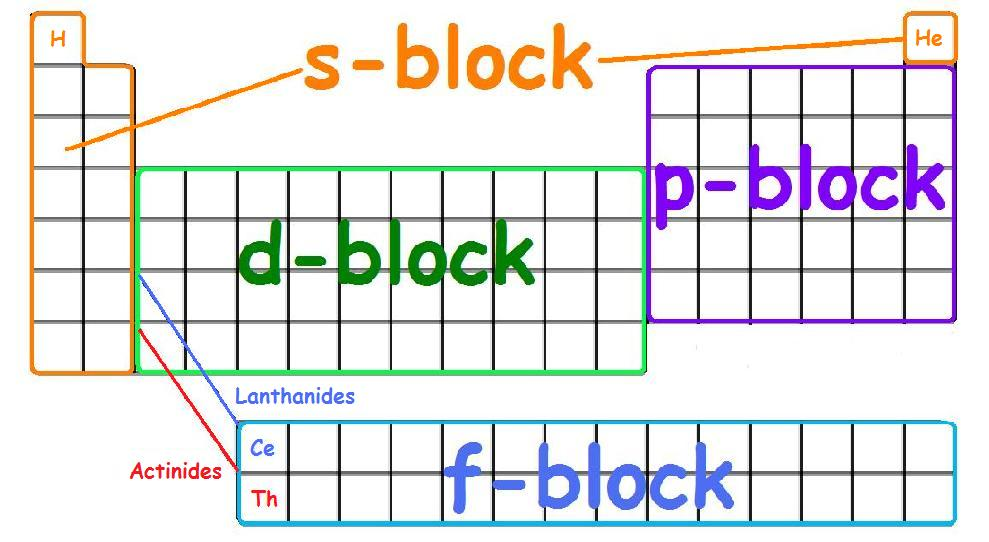 H
s-block
He
p-block
d-block
Lanthanides
Ce
f-block
Actinides
Th